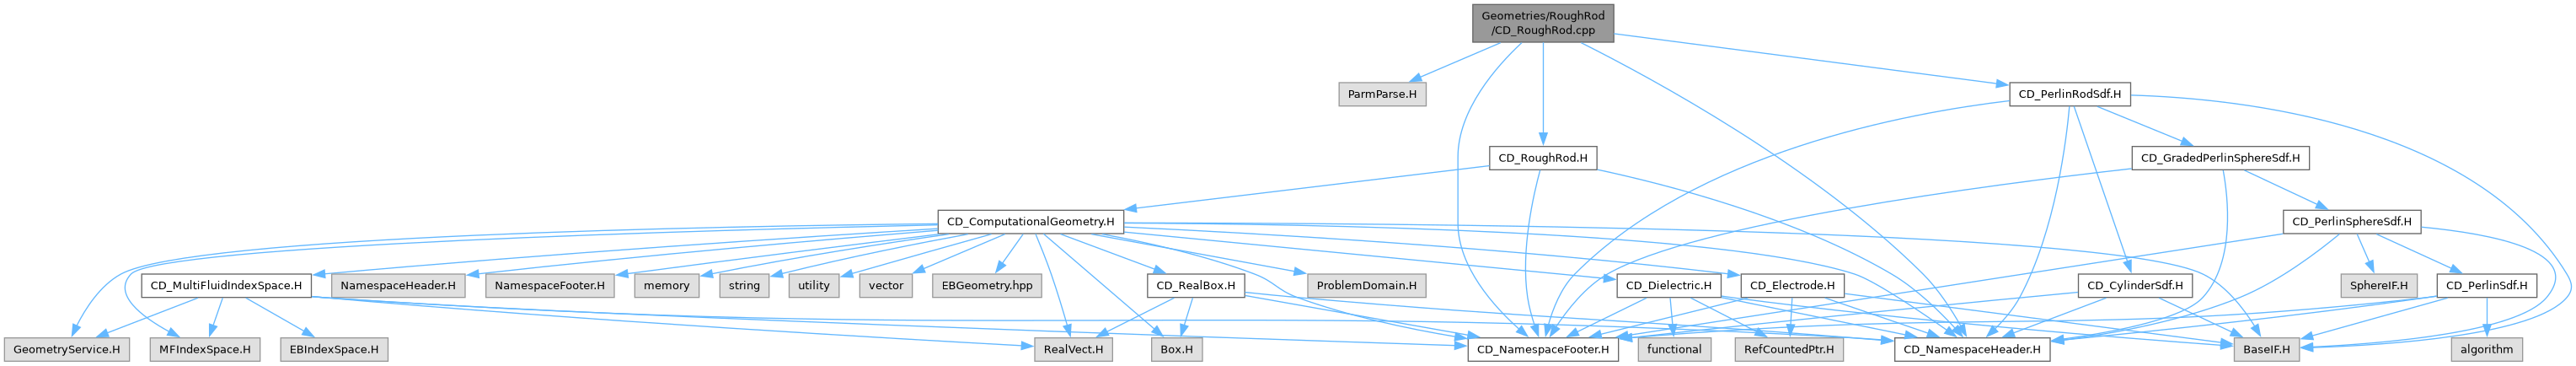 Geometries/RoughRod
/CD_RoughRod.cpp
ParmParse.H
CD_PerlinRodSdf.H
CD_RoughRod.H
CD_GradedPerlinSphereSdf.H
CD_ComputationalGeometry.H
CD_PerlinSphereSdf.H
CD_MultiFluidIndexSpace.H
NamespaceHeader.H
NamespaceFooter.H
memory
string
utility
vector
EBGeometry.hpp
CD_RealBox.H
ProblemDomain.H
CD_Dielectric.H
CD_Electrode.H
CD_CylinderSdf.H
SphereIF.H
CD_PerlinSdf.H
GeometryService.H
MFIndexSpace.H
EBIndexSpace.H
RealVect.H
Box.H
CD_NamespaceFooter.H
functional
RefCountedPtr.H
CD_NamespaceHeader.H
BaseIF.H
algorithm